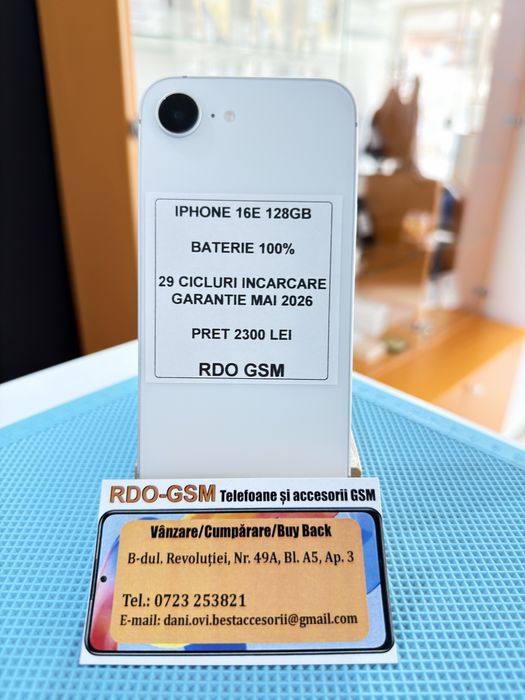 IPHONE 16E 128GB
BATERIE 100%
29 CICLURI INCARCARE
GARANTIE MAI 2026
PRET 2300 LEI
RDO GSM
RDO-GSM Telefoane și accesorii GSM
Vânzare/Cumpărare/Buy Back
B-dul. Revoluției, Nr. 49A, Bl. A5, Ap. 3
Tel.: 0723 253821
E-mail: dani.ovi.bestaccesorii@gmail.com